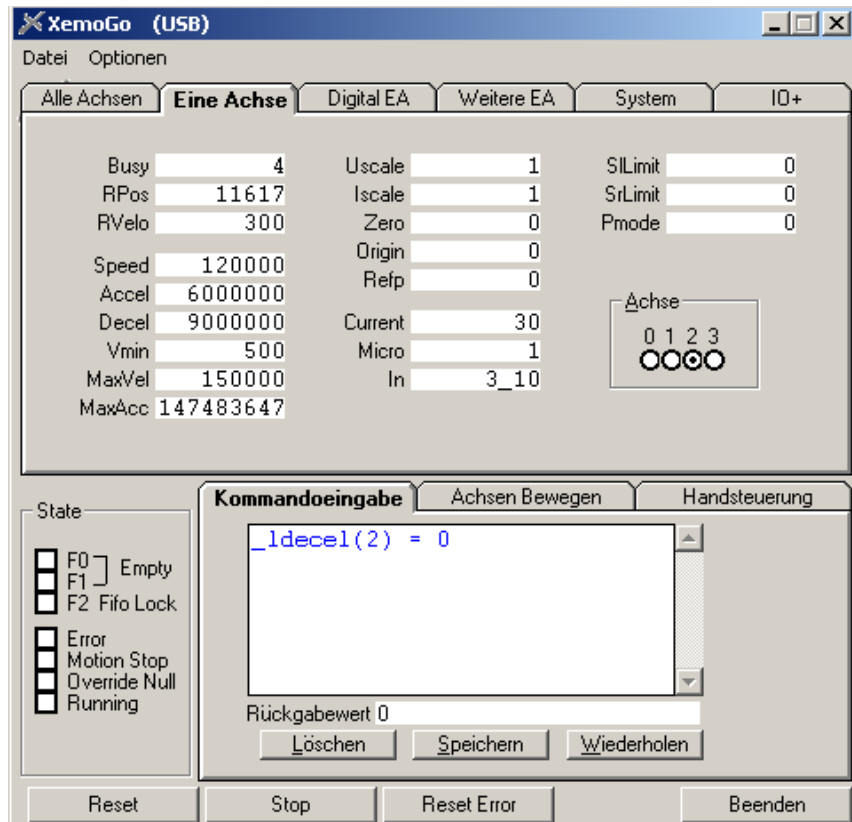 XemoGo (USB)
Datei Optionen
Alle Achsen Eine Achse Digital EA Weitere EA System IO+
Busy 4 Uscale 1 SlLimit 0
RPos 11617 Iscale 1 SrLimit 0
RVelo 300 Zero 0 Pmode 0
Origin 0
Speed 120000 Refp 0
Accel 6000000 Achse
Decel 9000000 Current 30 0 1 2 3
Vmin 500 Micro 1
MaxVel 150000 In 3_10
MaxAcc 147483647
Kommandoeingabe Achsen Bewegen Handsteuerung
State
_ldecel(2) = 0
F0 Empty
F1
F2 Fifo Lock
Error
Motion Stop
Override Null
Running
Rückgabewert 0
Löschen Speichern Wiederholen
Reset Stop Reset Error Beenden